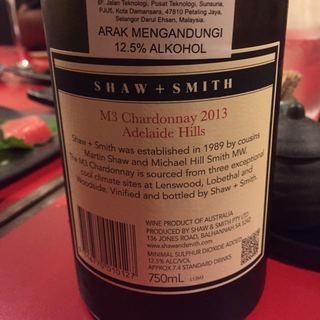 8F, Jalan Teknologi, Pusat Teknologi, Sunsuria,
PJU5, Kota Damansara, 47810 Petaling Jaya,
Selangor Darul Ehsan, Malaysia.
ARAK MENGANDUNGI
12.5% ALKOHOL
SHAW + SMITH
M3 Chardonnay 2013
Adelaide Hills
Shaw + Smith was established in 1989 by cousins
Martin Shaw and Michael Hill Smith MW.
The M3 Chardonnay is sourced from three exceptional
cool climate sites at Lenswood, Lobethal and
Woodside. Vinified and bottled by Shaw + Smith.
WINE PRODUCT OF AUSTRALIA
PRODUCED BY SHAW & SMITH PTY LTD
136 JONES ROAD, BALHANNAH SA 5242
www.shawandsmith.com
MINIMAL SULPHUR DIOXIDE ADDED
12.5% ALC/VOL
APPROX 7.4 STANDARD DRINKS
750mL